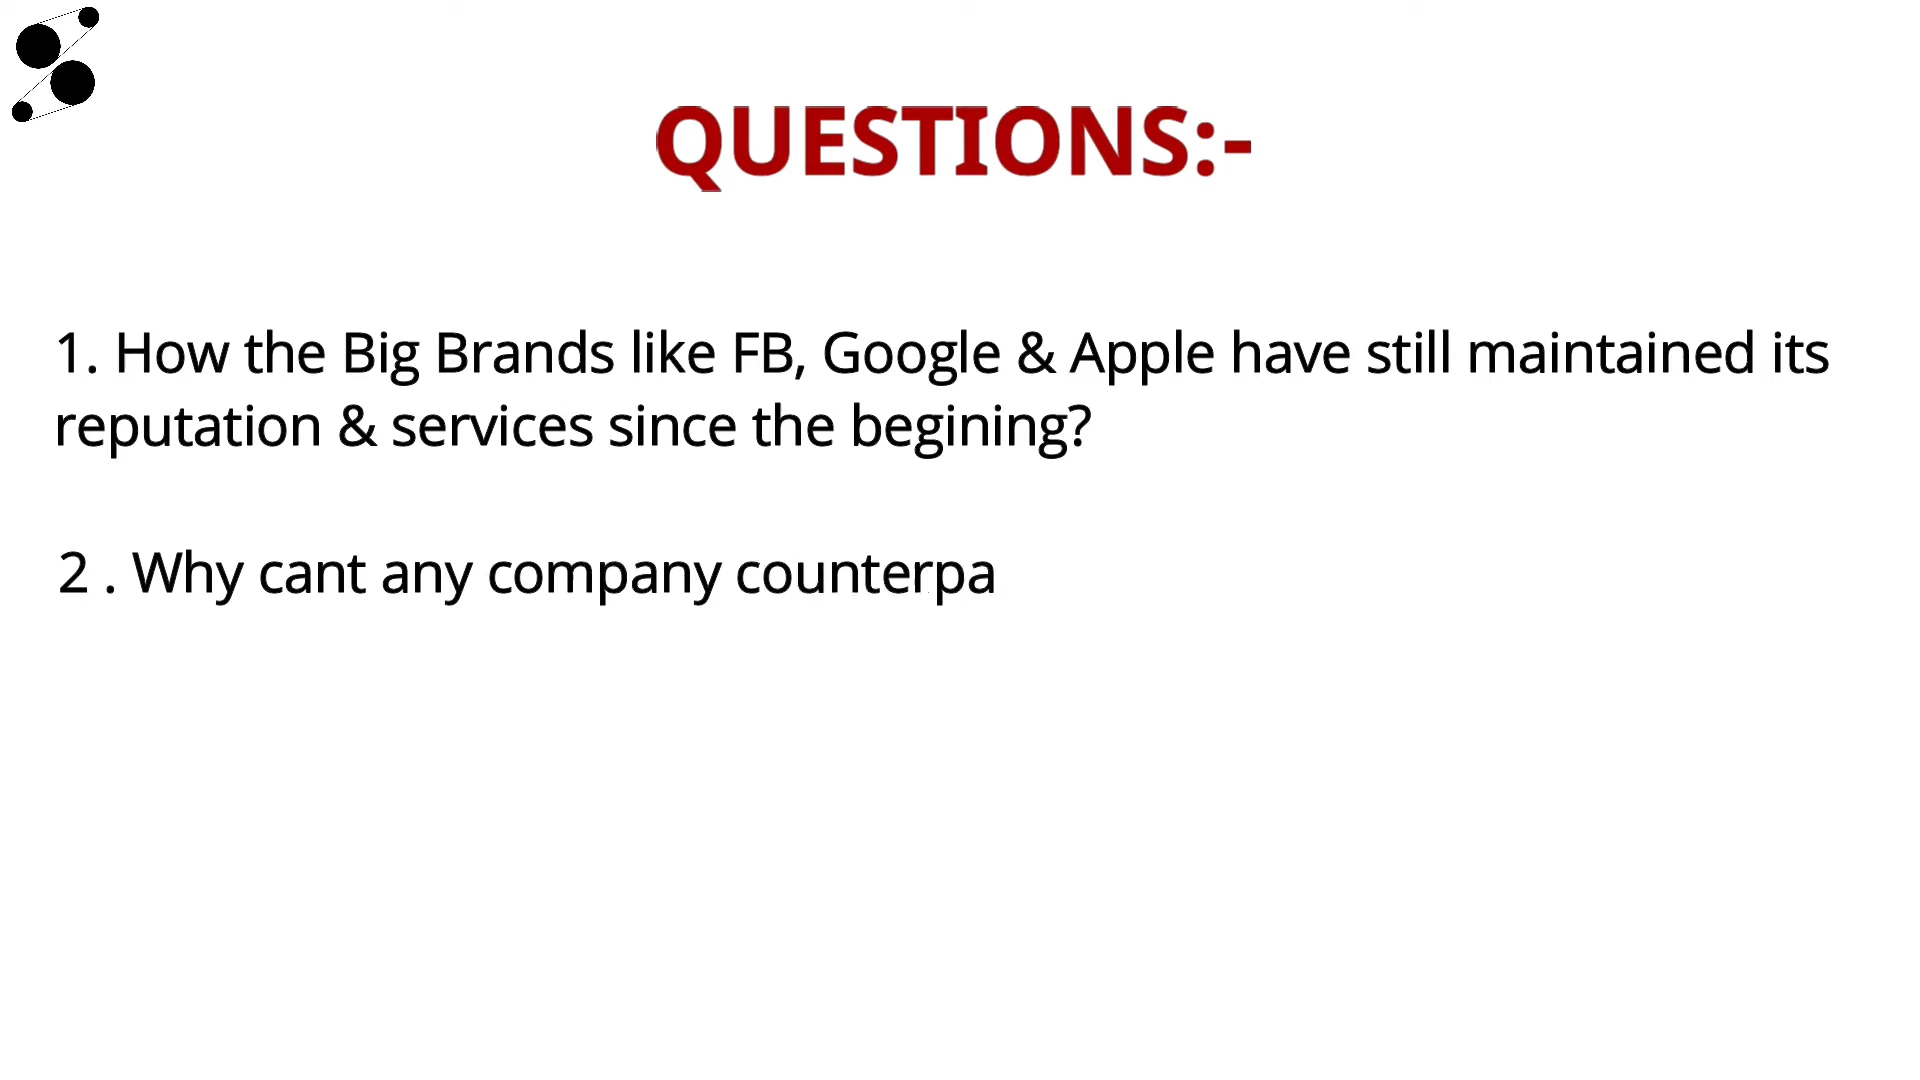 QUESTIONS:-
1. How the Big Brands like FB, Google & Apple have still maintained its
reputation & services since the begining?
2 . Why cant any company counterpa